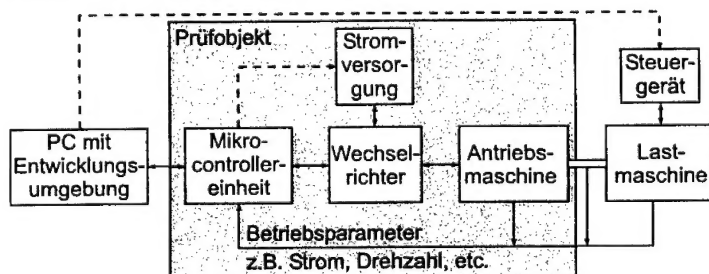 Prüfobjekt
Strom-
versor-
gung
Steuer-
gerät
PC mit
Entwicklungs-
umgebung
Mikro-
controller-
einheit
Wechsel-
richter
Antriebs-
maschine
Last-
maschine
Betriebsparameter
z.B. Strom, Drehzahl, etc.